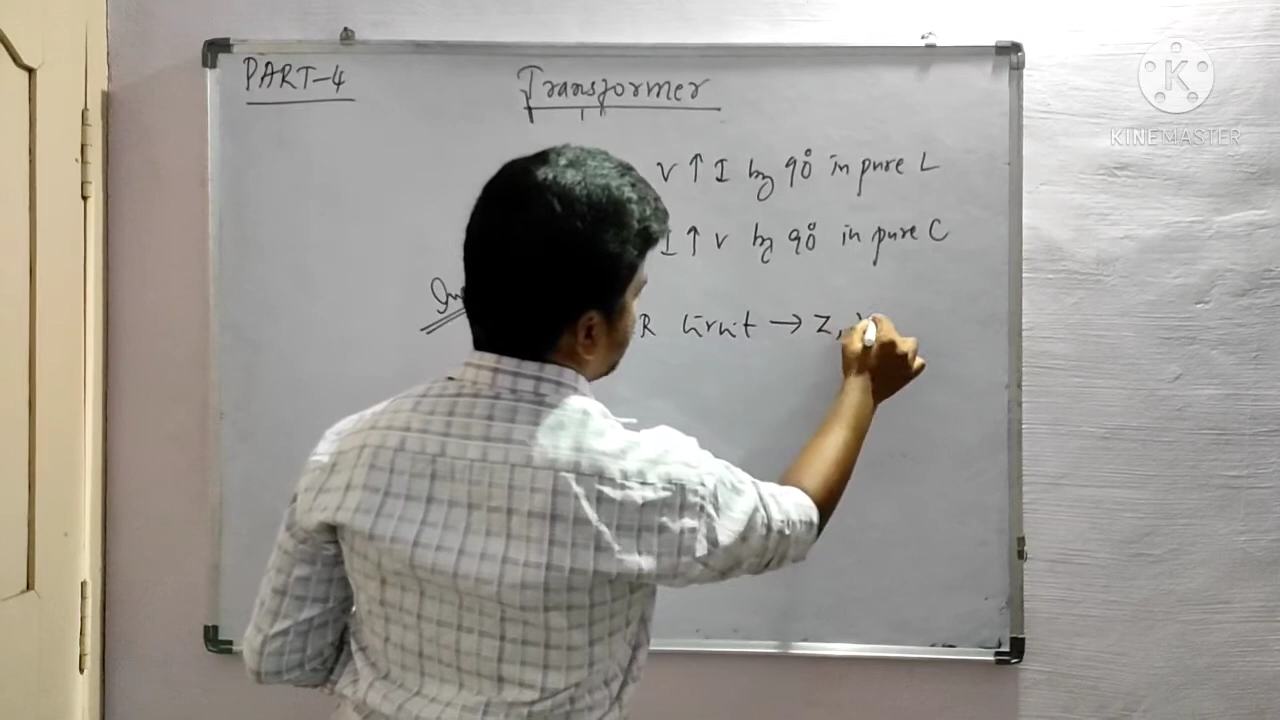 PART-4
Transformer
V ↑ I by 90° in pure L
I ↑ V by 90° in pure C
R circuit → Z,
K
KINEMASTER